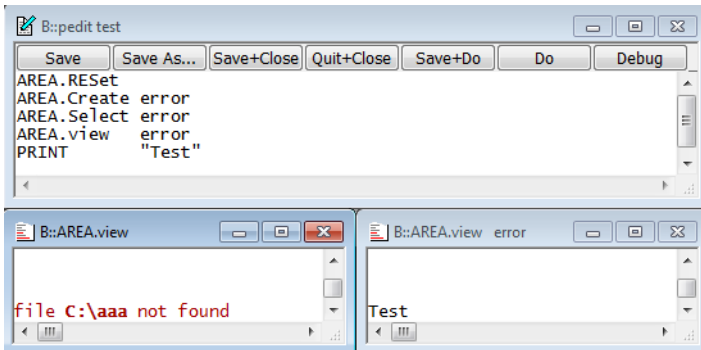 B::pedit test
Save Save As... Save+Close Quit+Close Save+Do Do Debug
AREA.RESet
AREA.Create error
AREA.Select error
AREA.view error
PRINT "Test"
B::AREA.view
file C:\aaa not found
B::AREA.view error
Test